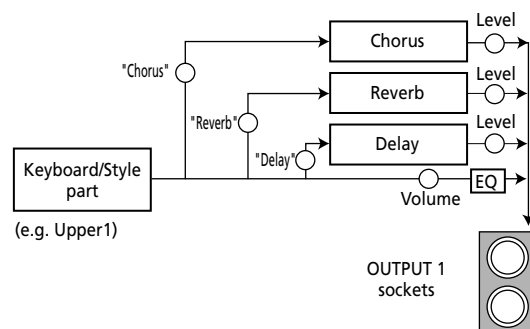 Level
Chorus
"Chorus"
Level
Reverb
"Reverb"
Level
Delay
"Delay"
Keyboard/Style
part
Volume
EQ
(e.g. Upper1)
OUTPUT 1
sockets